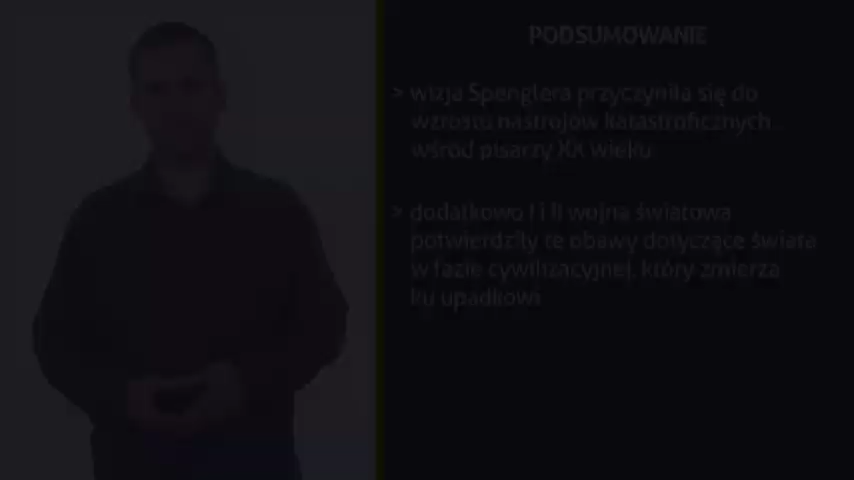 PODSUMOWANIE
> wizja Spenglera przyczyniła się do
wzrostu nastrojów katastroficznych
wśród pisarzy XX wieku
> dodatkowo I i II wojna światowa
potwierdziły te obawy dotyczące świata
w fazie cywilizacyjnej, który zmierza
ku upadkowi